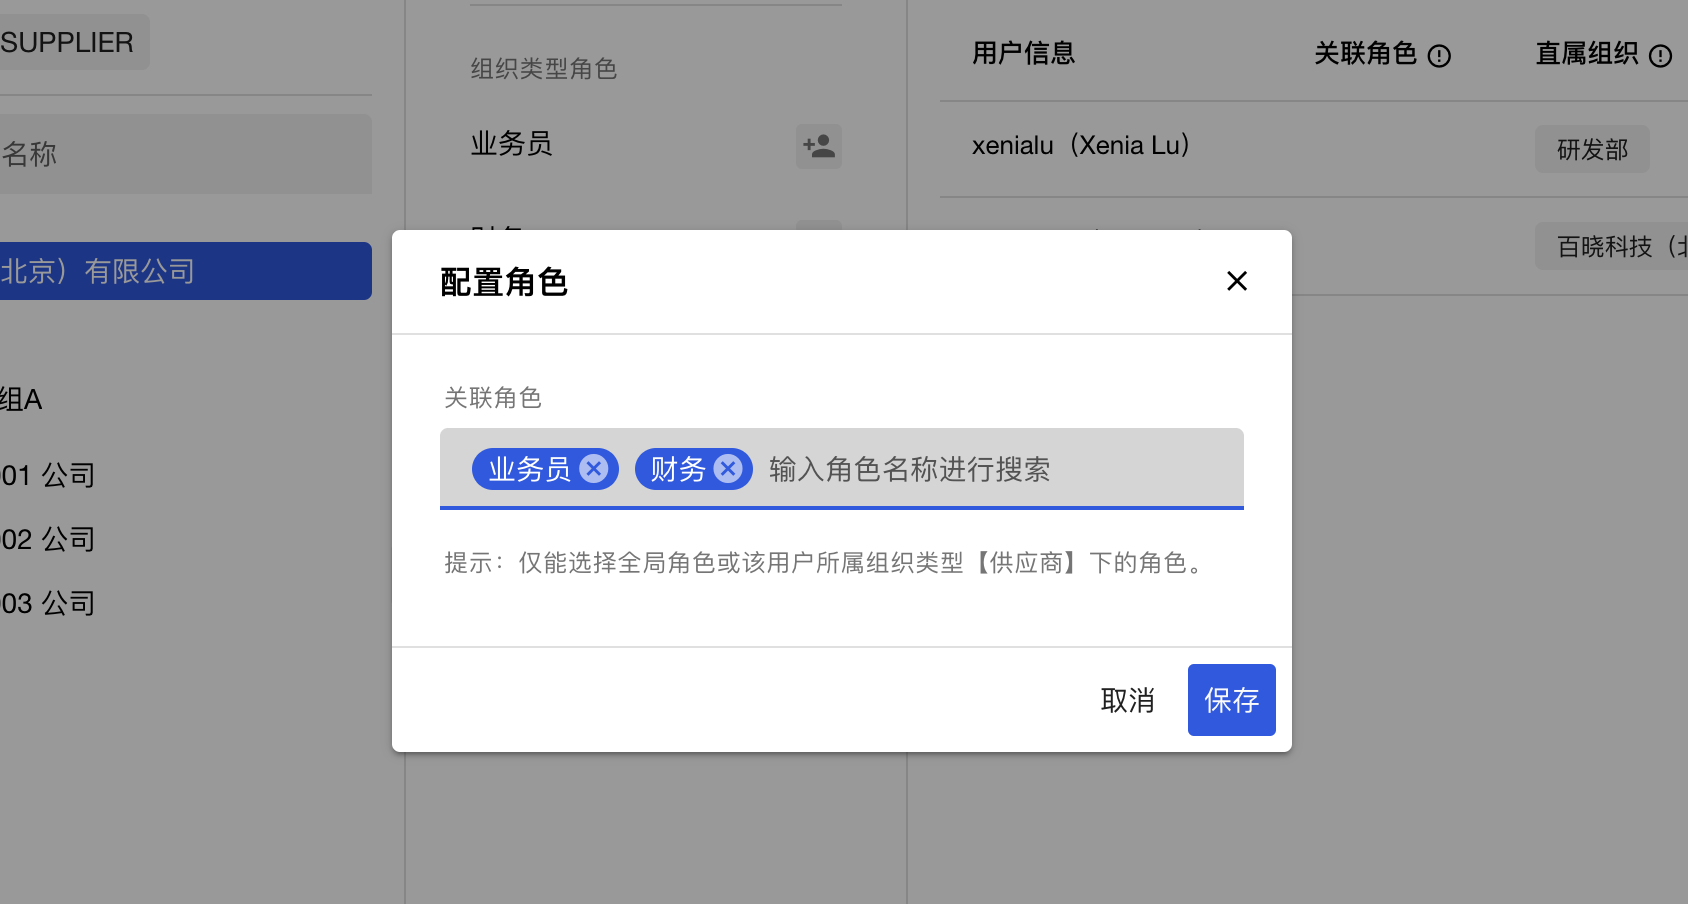 SUPPLIER
名称
北京）有限公司
组A
01 公司
02 公司
03 公司
组织类型角色
业务员
用户信息
关联角色
直属组织
xenialu（Xenia Lu）
研发部
百晓科技（
配置角色
关联角色
业务员 财务 输入角色名称进行搜索
提示：仅能选择全局角色或该用户所属组织类型【供应商】下的角色。
取消 保存